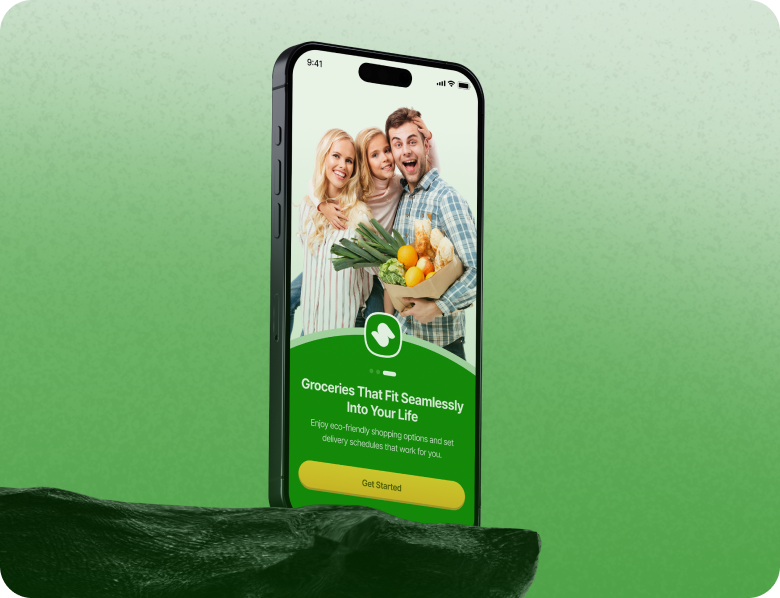 9:41
Groceries That Fit Seamlessly
Into Your Life
Enjoy eco-friendly shopping options and set
delivery schedules that work for you.
Get Started